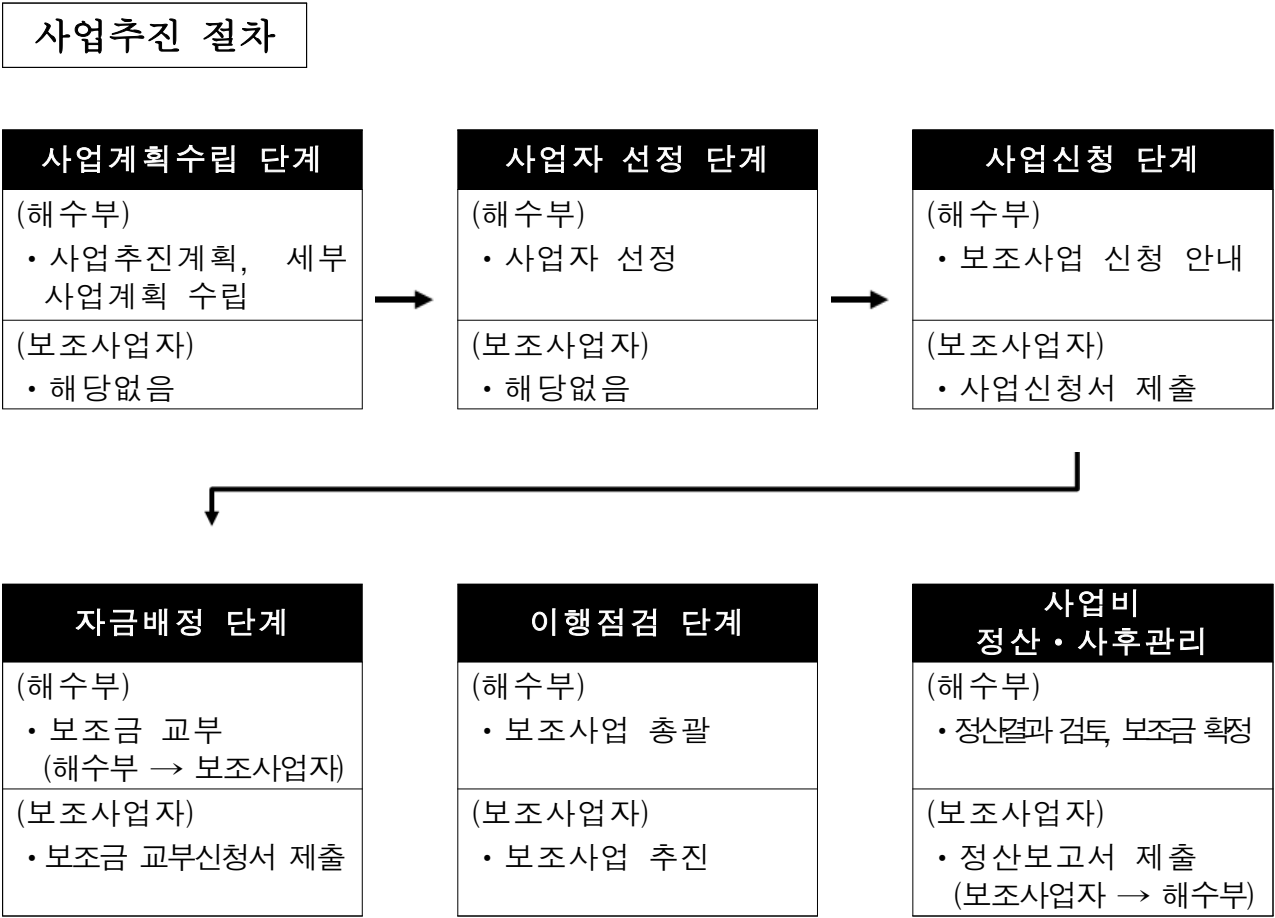 사업추진 절차
사업계획수립 단계
(해수부)
・사업추진계획, 세부
사업계획 수립
(보조사업자)
・해당없음
사업자 선정 단계
(해수부)
・사업자 선정
(보조사업자)
・해당없음
사업신청 단계
(해수부)
・보조사업 신청 안내
(보조사업자)
・사업신청서 제출
자금배정 단계
(해수부)
・보조금 교부
(해수부 → 보조사업자)
(보조사업자)
・보조금 교부신청서 제출
이행점검 단계
(해수부)
・보조사업 총괄
(보조사업자)
・보조사업 추진
사업비
정산・사후관리
(해수부)
・정산결과 검토, 보조금 확정
(보조사업자)
・정산보고서 제출
(보조사업자 → 해수부)